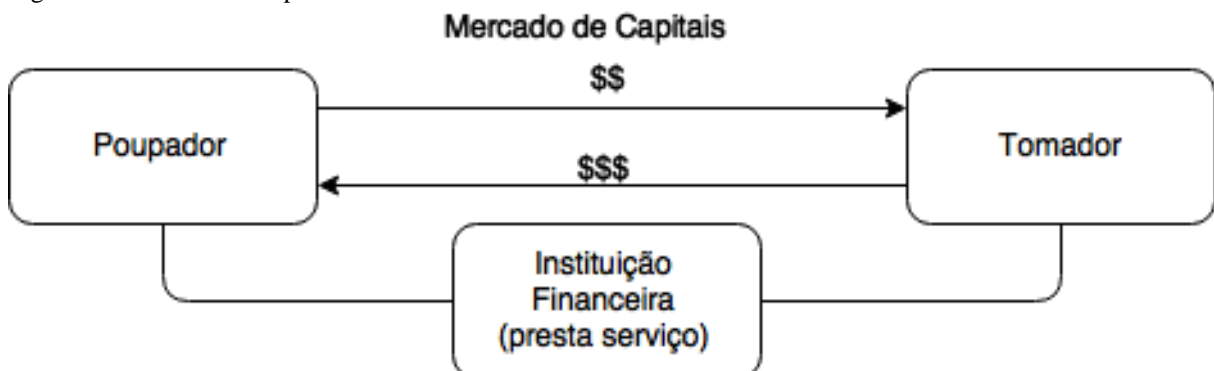 Mercado de Capitais
$$
Poupador
Tomador
$$$
Instituição
Financeira
(presta serviço)